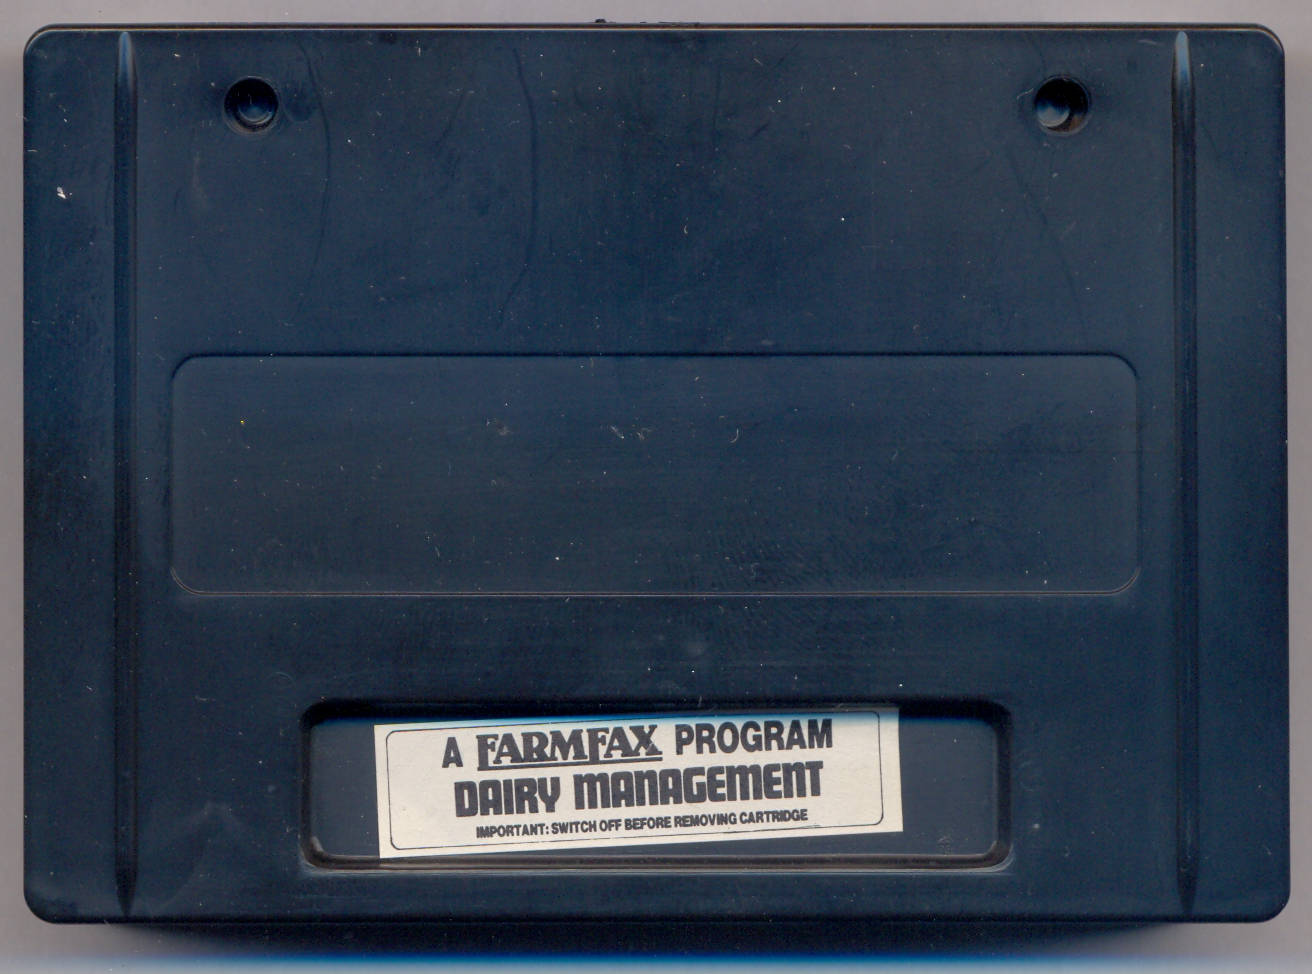 A FARMFAX PROGRAM
DAIRY MANAGEMENT
IMPORTANT: SWITCH OFF BEFORE REMOVING CARTRIDGE